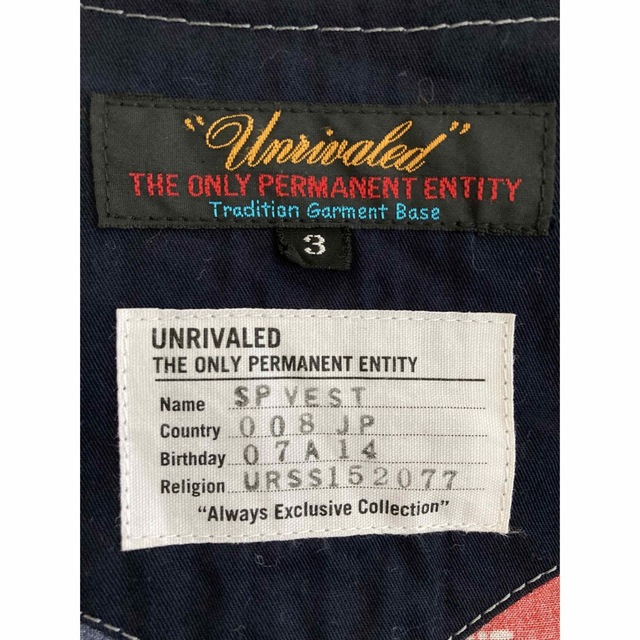 "Unrivaled"
THE ONLY PERMANENT ENTITY
Tradition Garment Base
3
UNRIVALED
THE ONLY PERMANENT ENTITY
Name SP VEST
Country 008 JP
Birthday 07A14
Religion URSS152077
"Always Exclusive Collection"